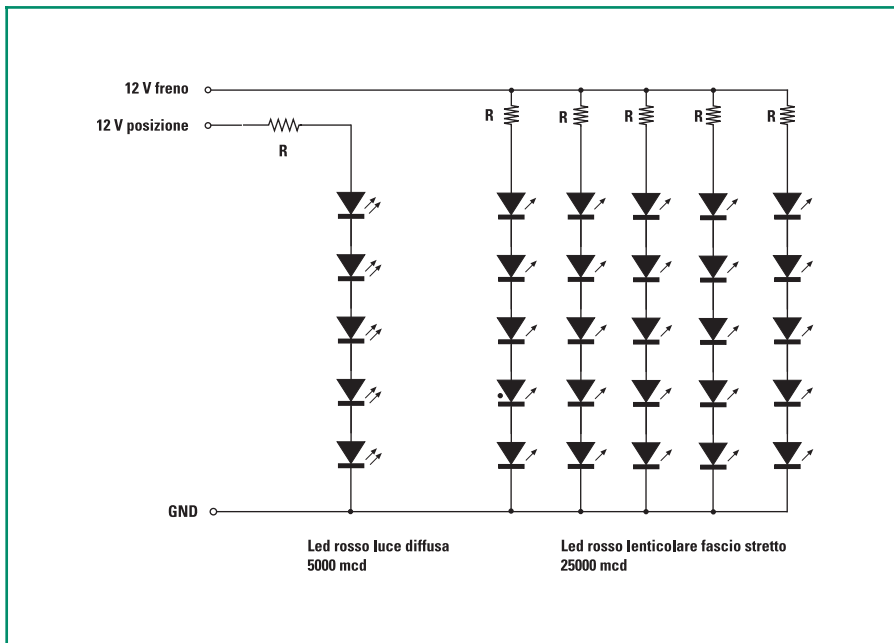 12 V freno
12 V posizione
R
R
R
R
R
R
GND
Led rosso luce diffusa
5000 mcd
Led rosso lenticolare fascio stretto
25000 mcd